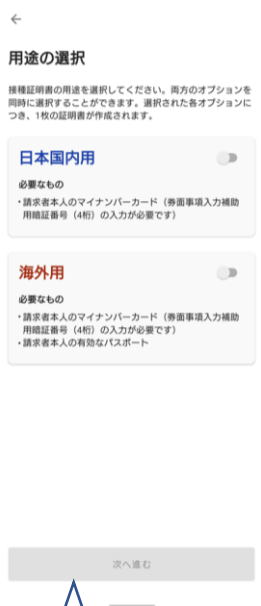 用途の選択
接種証明書の用途を選択してください。両方のオプションを
同時に選択することができます。選択された各オプションに
つき、1枚の証明書が作成されます。
日本国内用
必要なもの
・請求者本人のマイナンバーカード（券面事項入力補助
用暗証番号（4桁）の入力が必要です）
海外用
必要なもの
・請求者本人のマイナンバーカード（券面事項入力補助
用暗証番号（4桁）の入力が必要です）
・請求者本人の有効なパスポート
次へ進む